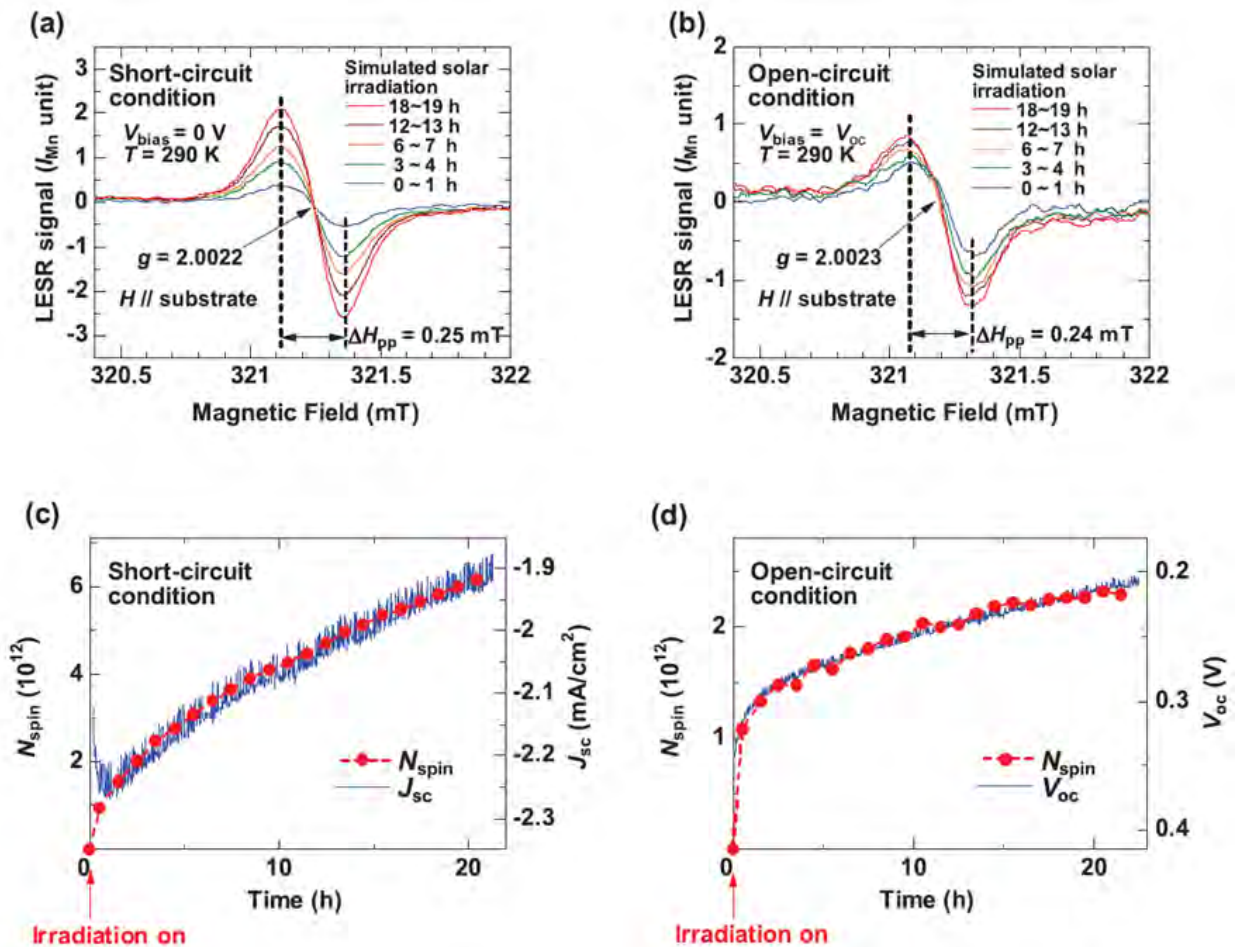 (a)
Short-circuit
condition
V_bias = 0 V
T = 290 K
Simulated solar
irradiation
18~19 h
12~13 h
6 ~ 7 h
3 ~ 4 h
0 ~ 1 h
g = 2.0022
H // substrate
ΔH_pp = 0.25 mT
LESR signal (I_Mn unit)
3
2
1
0
-1
-2
-3
320.5
321
321.5
322
Magnetic Field (mT)
(b)
Open-circuit
condition
V_bias = V_oc
T = 290 K
Simulated solar
irradiation
18~19 h
12~13 h
6 ~ 7 h
3 ~ 4 h
0 ~ 1 h
g = 2.0023
H // substrate
ΔH_pp = 0.24 mT
LESR signal (I_Mn unit)
2
1
0
-1
-2
320.5
321
321.5
322
Magnetic Field (mT)
(c)
Short-circuit
condition
N_spin (10^12)
6
4
2
N_spin
J_sc
J_sc (mA/cm^2)
-1.9
-2
-2.1
-2.2
-2.3
0
10
20
Time (h)
Irradiation on
(d)
Open-circuit
condition
N_spin (10^12)
2
1
N_spin
V_oc
V_oc (V)
0.2
0.3
0.4
0
10
20
Time (h)
Irradiation on